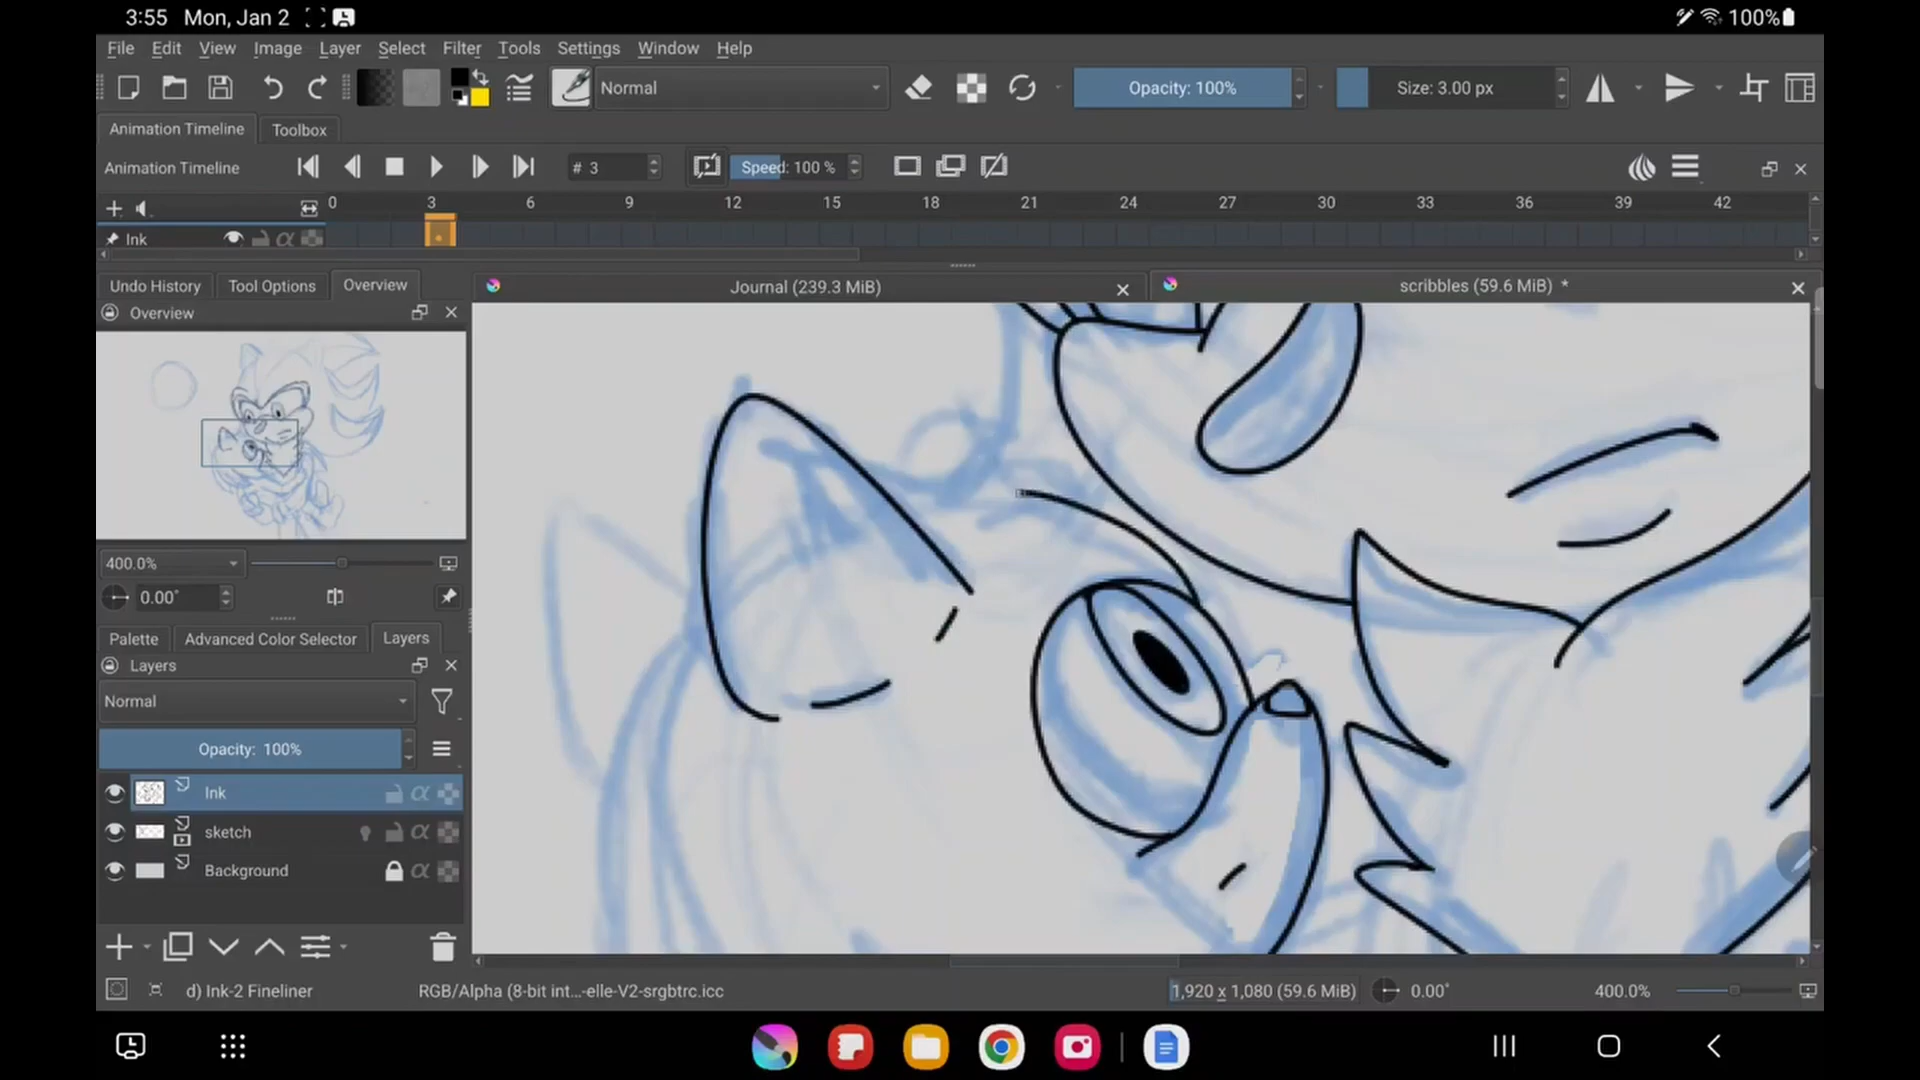 3:55 Mon, Jan 2 100%
File Edit View Image Layer Select Filter Tools Settings Window Help
Normal Opacity: 100% Size: 3.00 px
Animation Timeline Toolbox
Animation Timeline # 3 Speed: 100 %
0 3 6 9 12 15 18 21 24 27 30 33 36 39 42
Ink
Undo History Tool Options Overview Journal (239.3 MiB) scribbles (59.6 MiB) *
Overview
400.0%
0.00°
Palette Advanced Color Selector Layers
Layers
Normal
Opacity: 100%
Ink
sketch
Background
d) Ink-2 Fineliner RGB/Alpha (8-bit int...-elle-V2-srgbtrc.icc 1,920 x 1,080 (59.6 MiB) 0.00° 400.0%